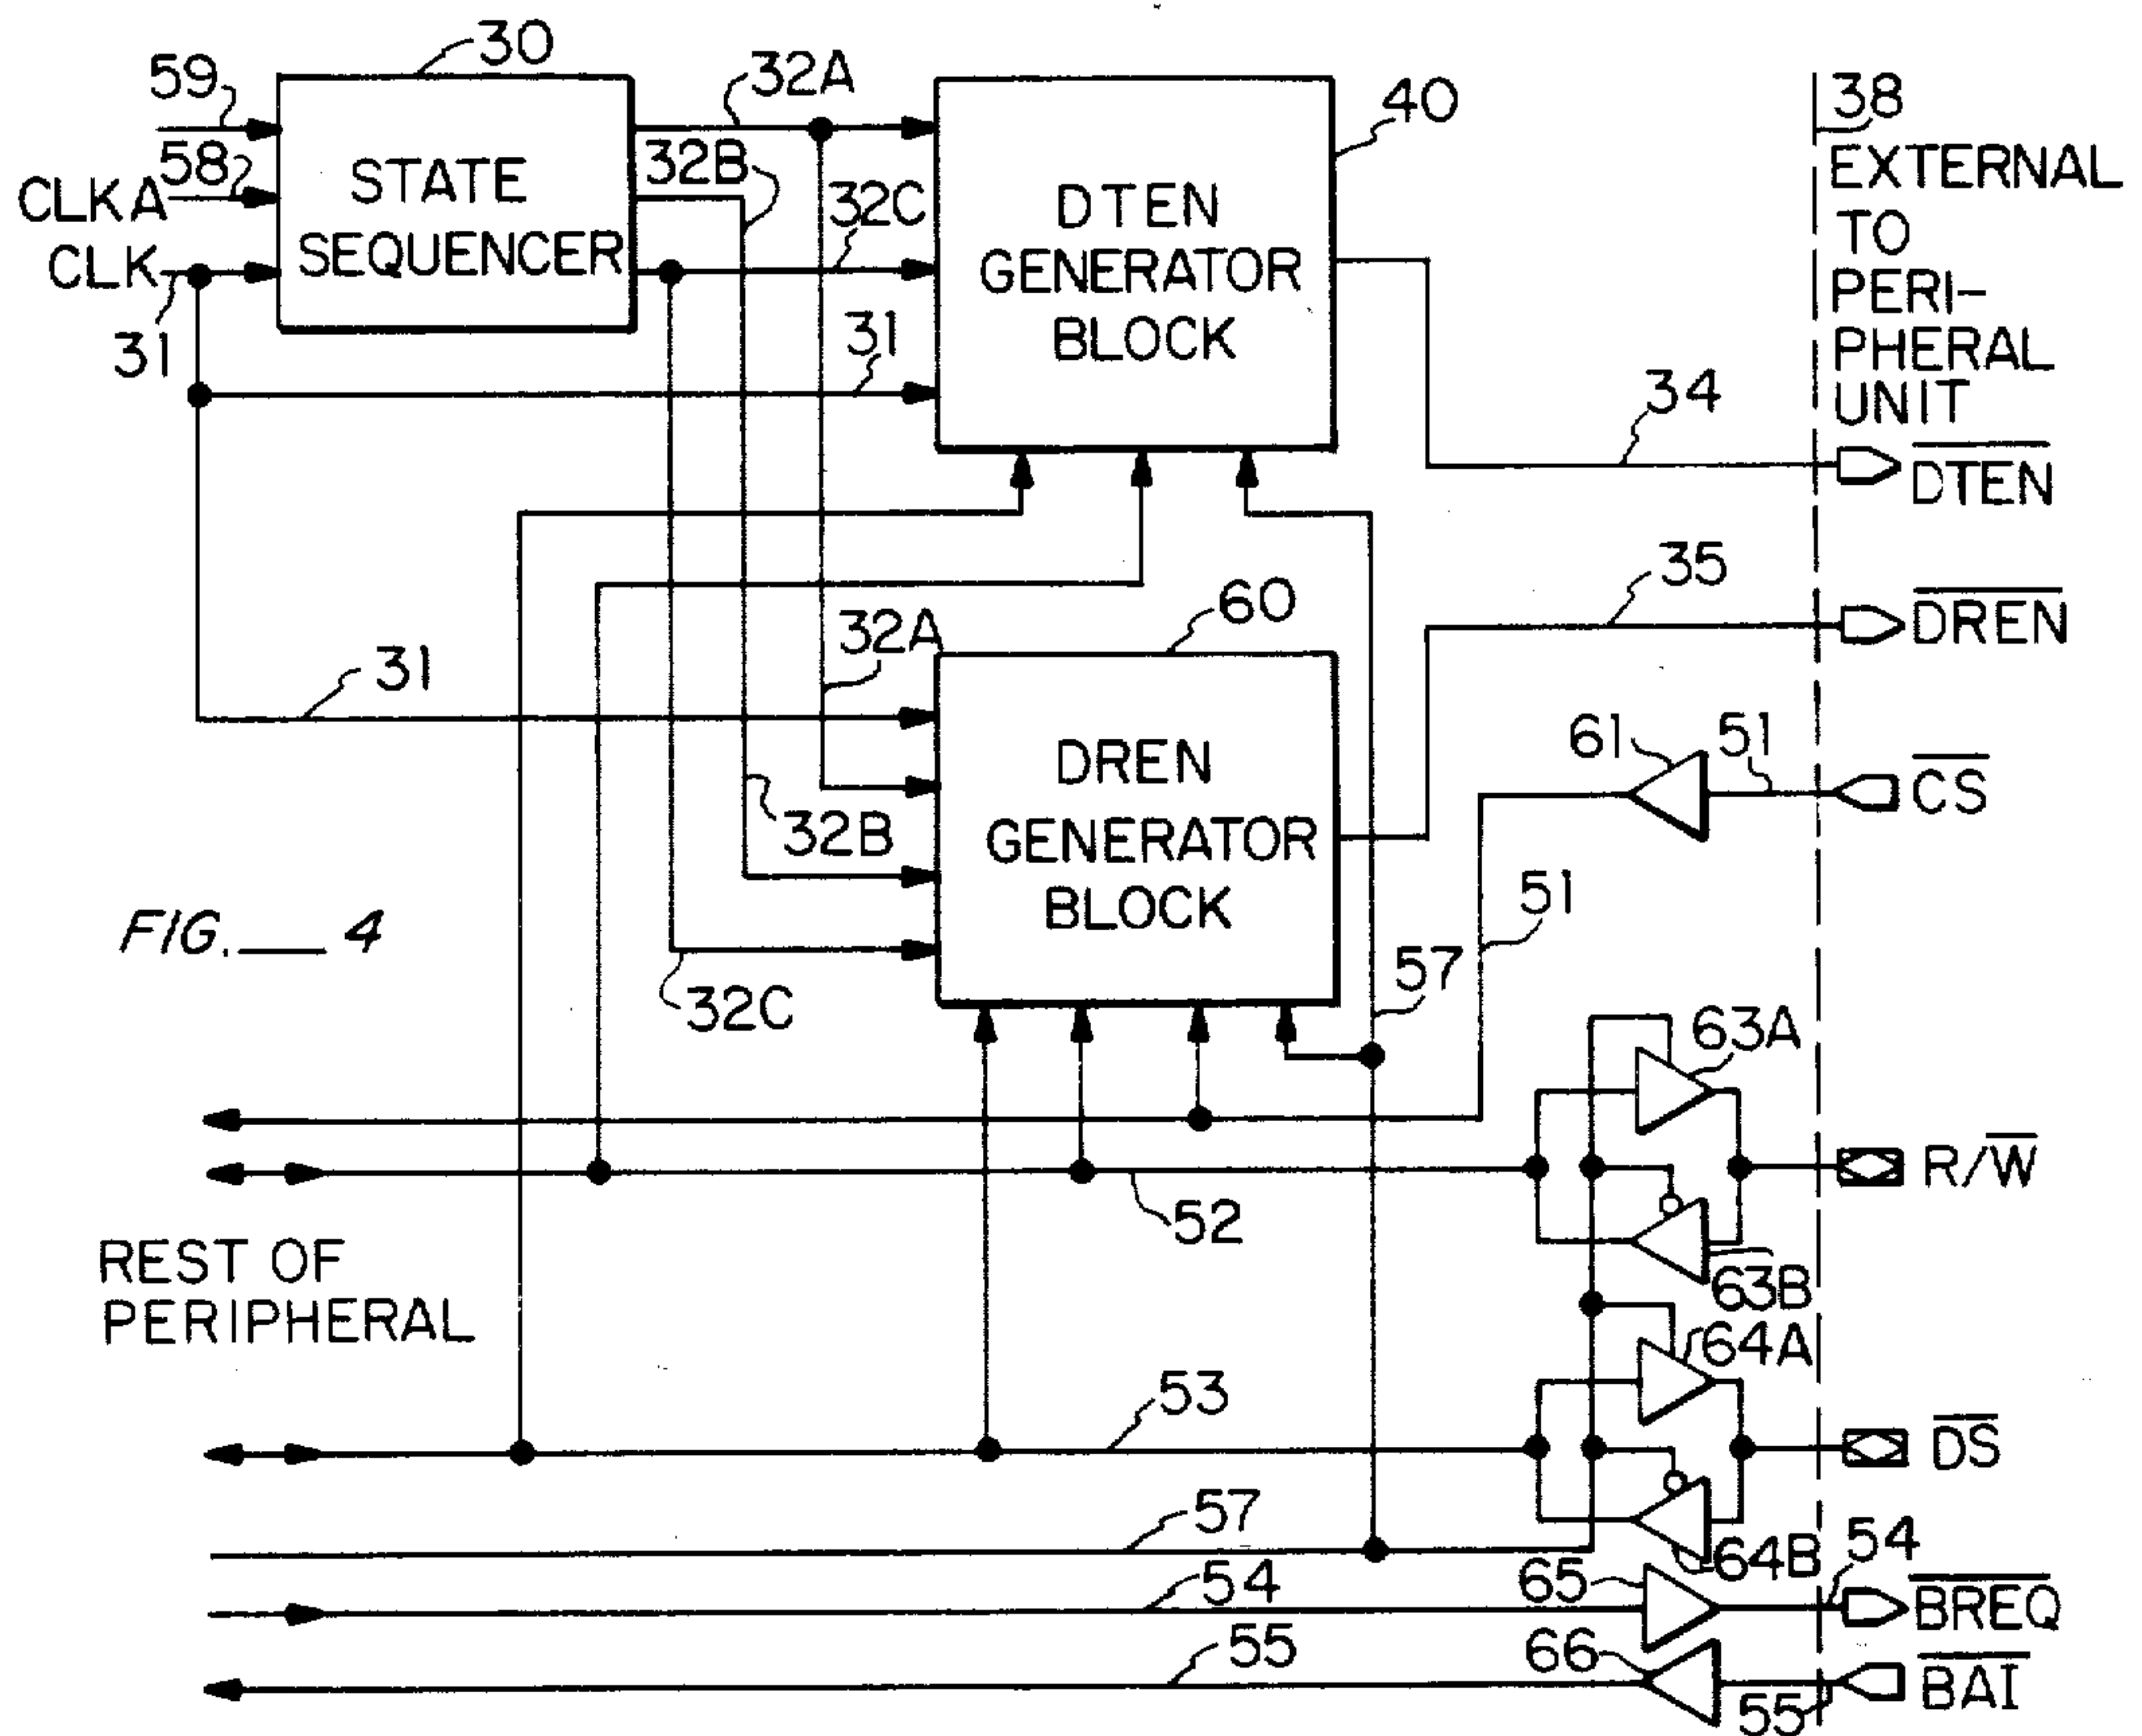 30
59
32A
40
38
58
32B
EXTERNAL
TO
PERI-
PHERAL
UNIT
CLKA
STATE
SEQUENCER
32C
DTEN
GENERATOR
BLOCK
CLK
31
31
34
DTEN
35
DREN
60
32A
31
61
51
CS
DREN
GENERATOR
BLOCK
32B
51
FIG. 4
57
32C
63A
R/W
52
REST OF
PERIPHERAL
63B
64A
53
DS
57
64B
54
65
54
BREQ
55
66
55
BAI